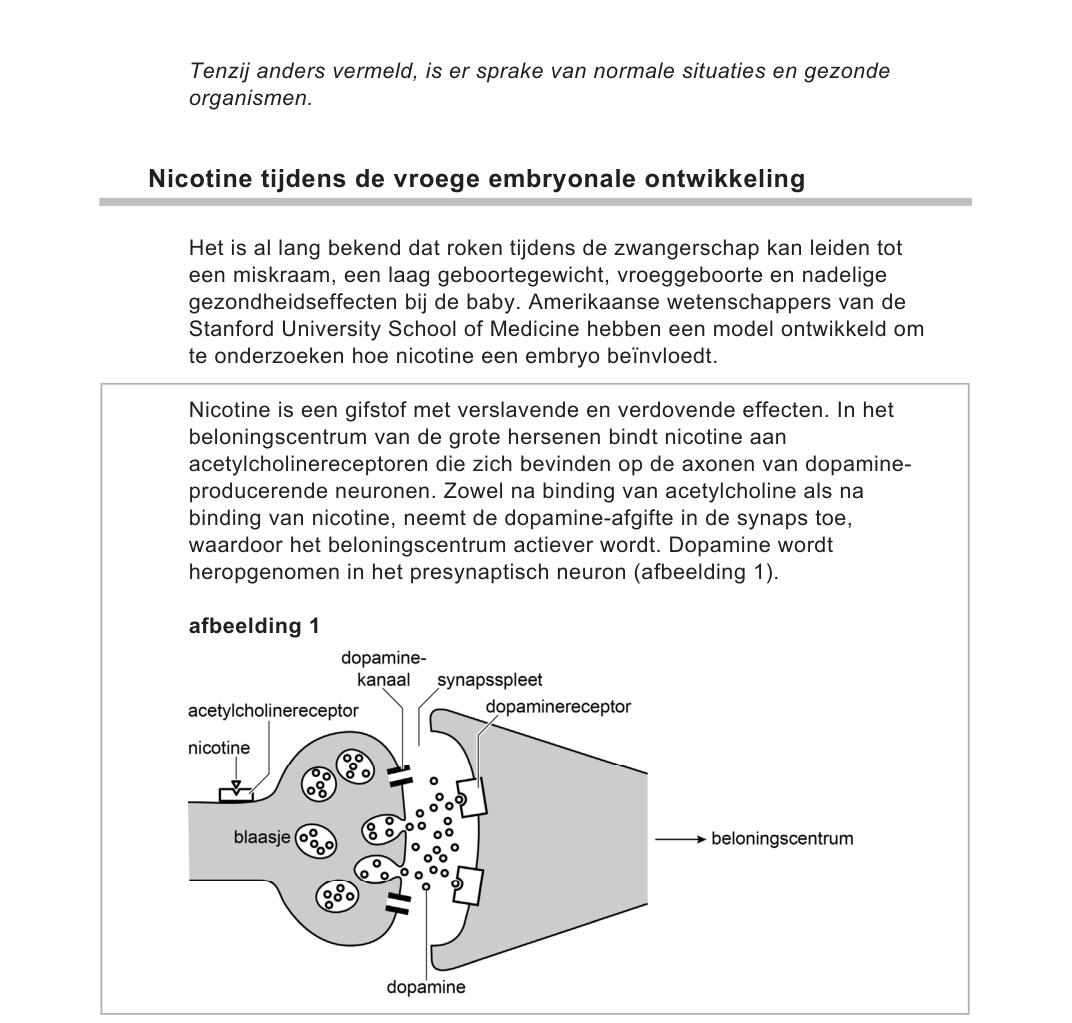 Tenzij anders vermeld, is er sprake van normale situaties en gezonde
organismen.
Nicotine tijdens de vroege embryonale ontwikkeling
Het is al lang bekend dat roken tijdens de zwangerschap kan leiden tot
een miskraam, een laag geboortegewicht, vroeggeboorte en nadelige
gezondheidseffecten bij de baby. Amerikaanse wetenschappers van de
Stanford University School of Medicine hebben een model ontwikkeld om
te onderzoeken hoe nicotine een embryo beïnvloedt.
Nicotine is een gifstof met verslavende en verdovende effecten. In het
beloningscentrum van de grote hersenen bindt nicotine aan
acetylcholinereceptoren die zich bevinden op de axonen van dopamine-
producerende neuronen. Zowel na binding van acetylcholine als na
binding van nicotine, neemt de dopamine-afgifte in de synaps toe,
waardoor het beloningscentrum actiever wordt. Dopamine wordt
heropgenomen in het presynaptisch neuron (afbeelding 1).
afbeelding 1
dopamine-
kanaal
synapsspleet
dopaminereceptor
acetylcholinereceptor
nicotine
blaasje
beloningscentrum
dopamine